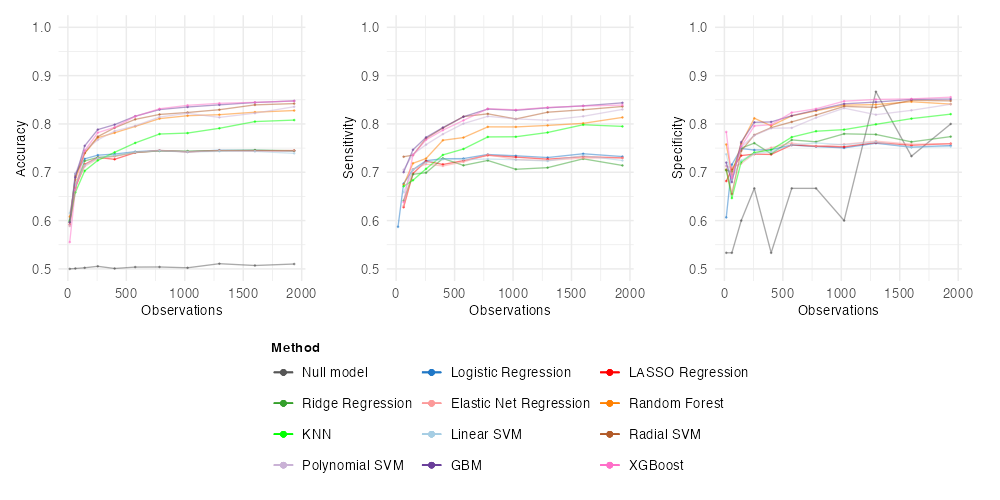 1.0
0.9
0.8
0.7
0.6
0.5
Accuracy
0 500 1000 1500 2000
Observations
1.0
0.9
0.8
0.7
0.6
0.5
Sensitivity
0 500 1000 1500 2000
Observations
1.0
0.9
0.8
0.7
0.6
0.5
Specificity
0 500 1000 1500 2000
Observations
Method
Null model Logistic Regression LASSO Regression
Ridge Regression Elastic Net Regression Random Forest
KNN Linear SVM Radial SVM
Polynomial SVM GBM XGBoost